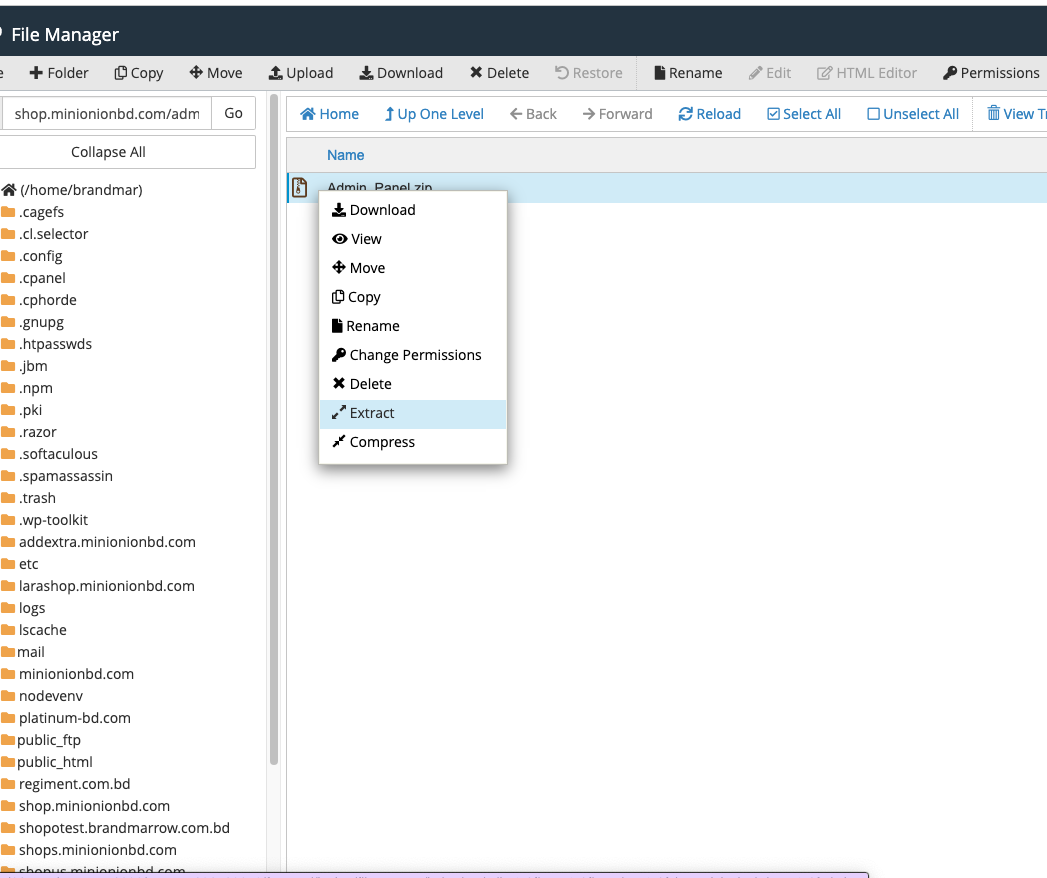 File Manager
Folder Copy Move Upload Download Delete Restore Rename Edit HTML Editor Permissions
shop.minionionbd.com/adm Go
Home Up One Level Back Forward Reload Select All Unselect All View
Collapse All
Name
(/home/brandmar)
Admin_Panel.zip
Download
View
Move
Copy
Rename
Change Permissions
Delete
Extract
Compress
.cagefs
.cl.selector
.config
.cpanel
.cphorde
.gnupg
.htpasswds
.jbm
.npm
.pki
.razor
.softaculous
.spamassassin
.trash
.wp-toolkit
addextra.minionionbd.com
etc
larashop.minionionbd.com
logs
lscache
mail
minionionbd.com
nodevenv
platinum-bd.com
public_ftp
public_html
regiment.com.bd
shop.minionionbd.com
shopotest.brandmarrow.com.bd
shops.minionionbd.com